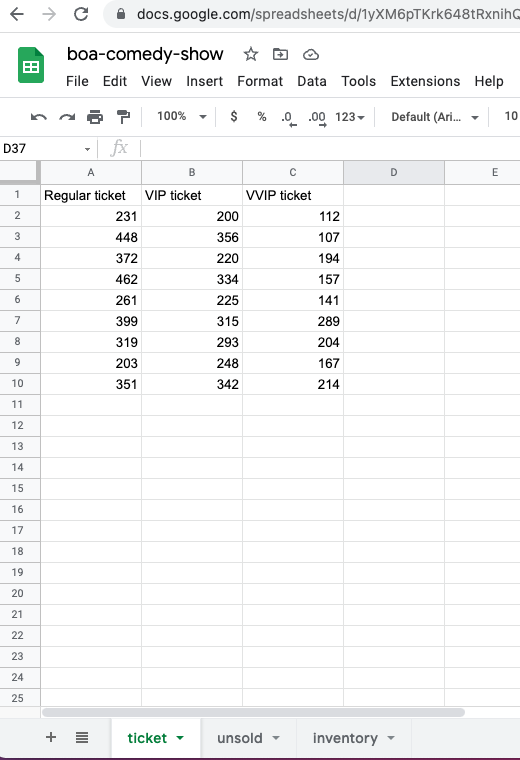 docs.google.com/spreadsheets/d/1yXM6pTKrk648tRxnihQ
boa-comedy-show
File Edit View Insert Format Data Tools Extensions Help
100% $ % .0 .00 123 Default (Ari... 10
D37 fx
A B C D E
1 Regular ticket VIP ticket VVIP ticket
2 231 200 112
3 448 356 107
4 372 220 194
5 462 334 157
6 261 225 141
7 399 315 289
8 319 293 204
9 203 248 167
10 351 342 214
11
12
13
14
15
16
17
18
19
20
21
22
23
24
25
+ ticket unsold inventory